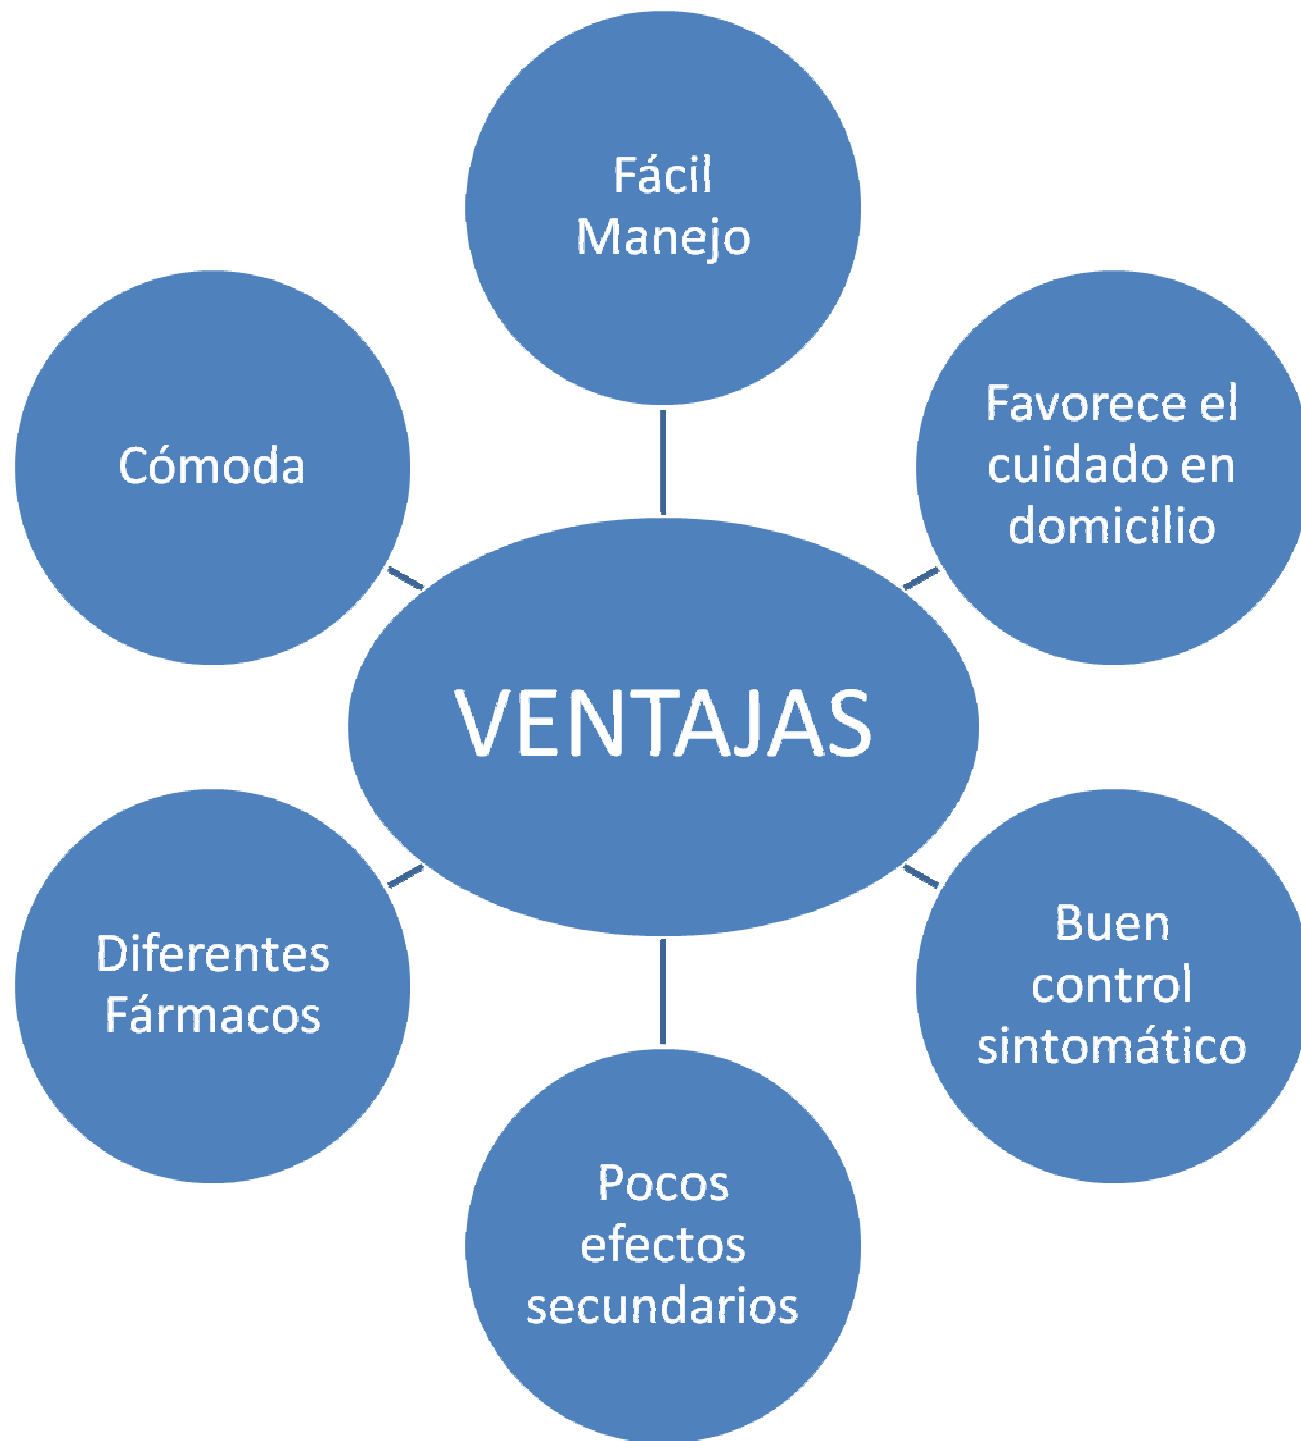 Fácil
Manejo
Cómoda
Favorece el
cuidado en
domicilio
VENTAJAS
Diferentes
Fármacos
Buen
control
sintomático
Pocos
efectos
secundarios